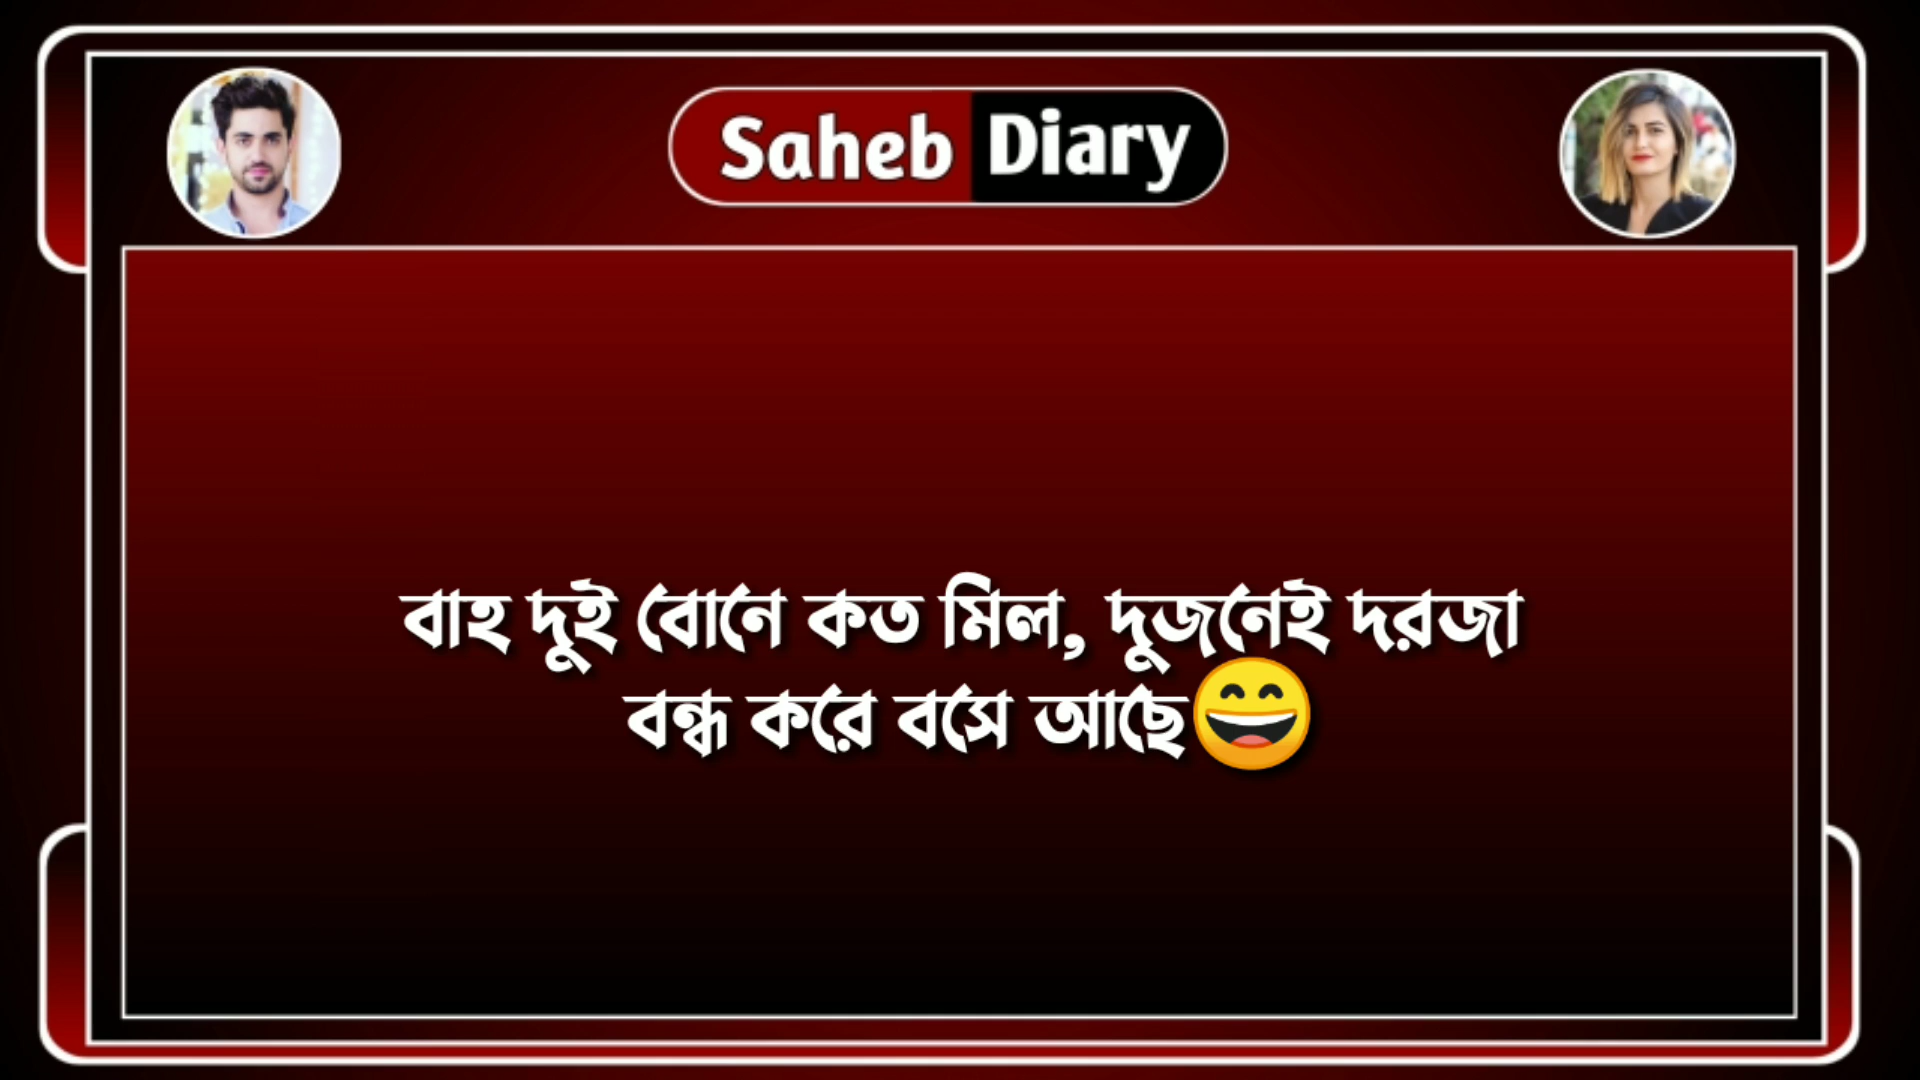 Saheb Diary
বাহ দুই বোনে কত মিল, দুজনেই দরজা
বন্ধ করে বসে আছে😄